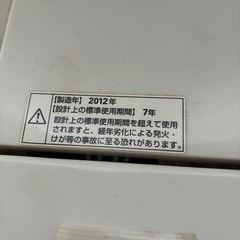 【製造年】2012年
【設計上の標準使用期間】7年
設計上の標準使用期間を超えて使用
されますと、経年劣化による発火・
けが等の事故に至る恐れがあります。